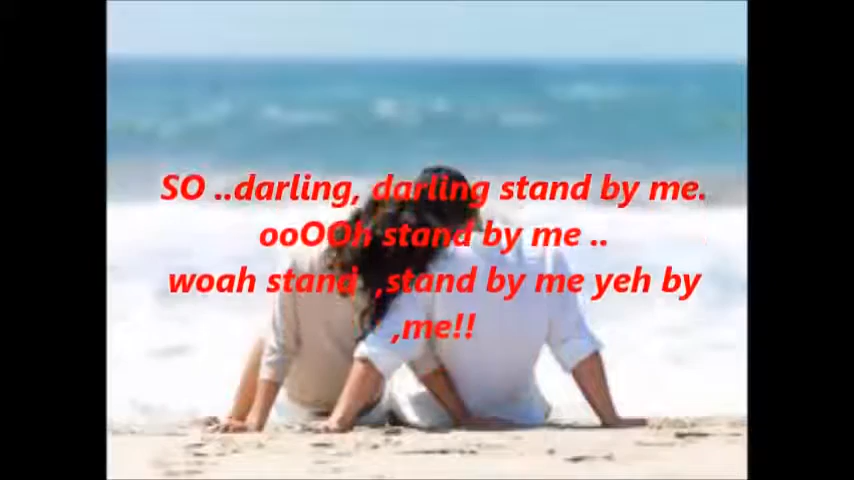 SO ..darling, darling stand by me.
ooOOh stand by me ..
woah stand ,stand by me yeh by
,me!!